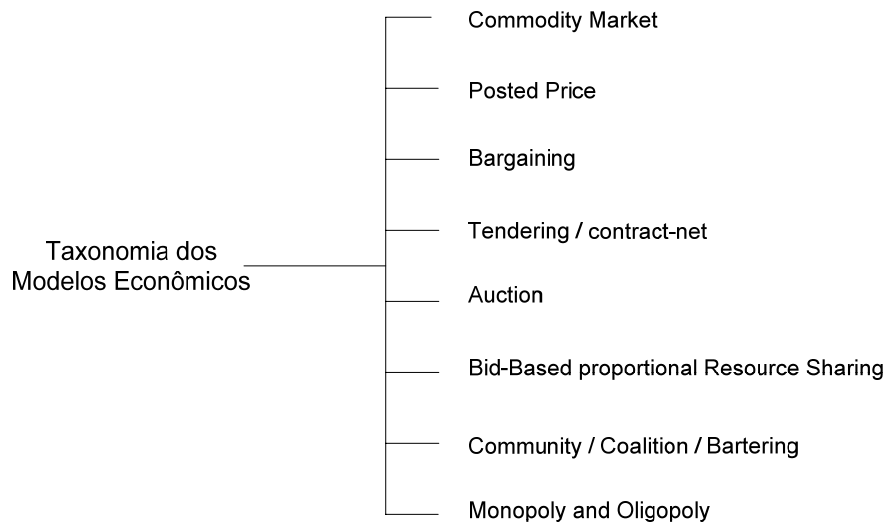 Commodity Market
Posted Price
Bargaining
Tendering / contract-net
Taxonomia dos
Modelos Econômicos
Auction
Bid-Based proportional Resource Sharing
Community / Coalition / Bartering
Monopoly and Oligopoly